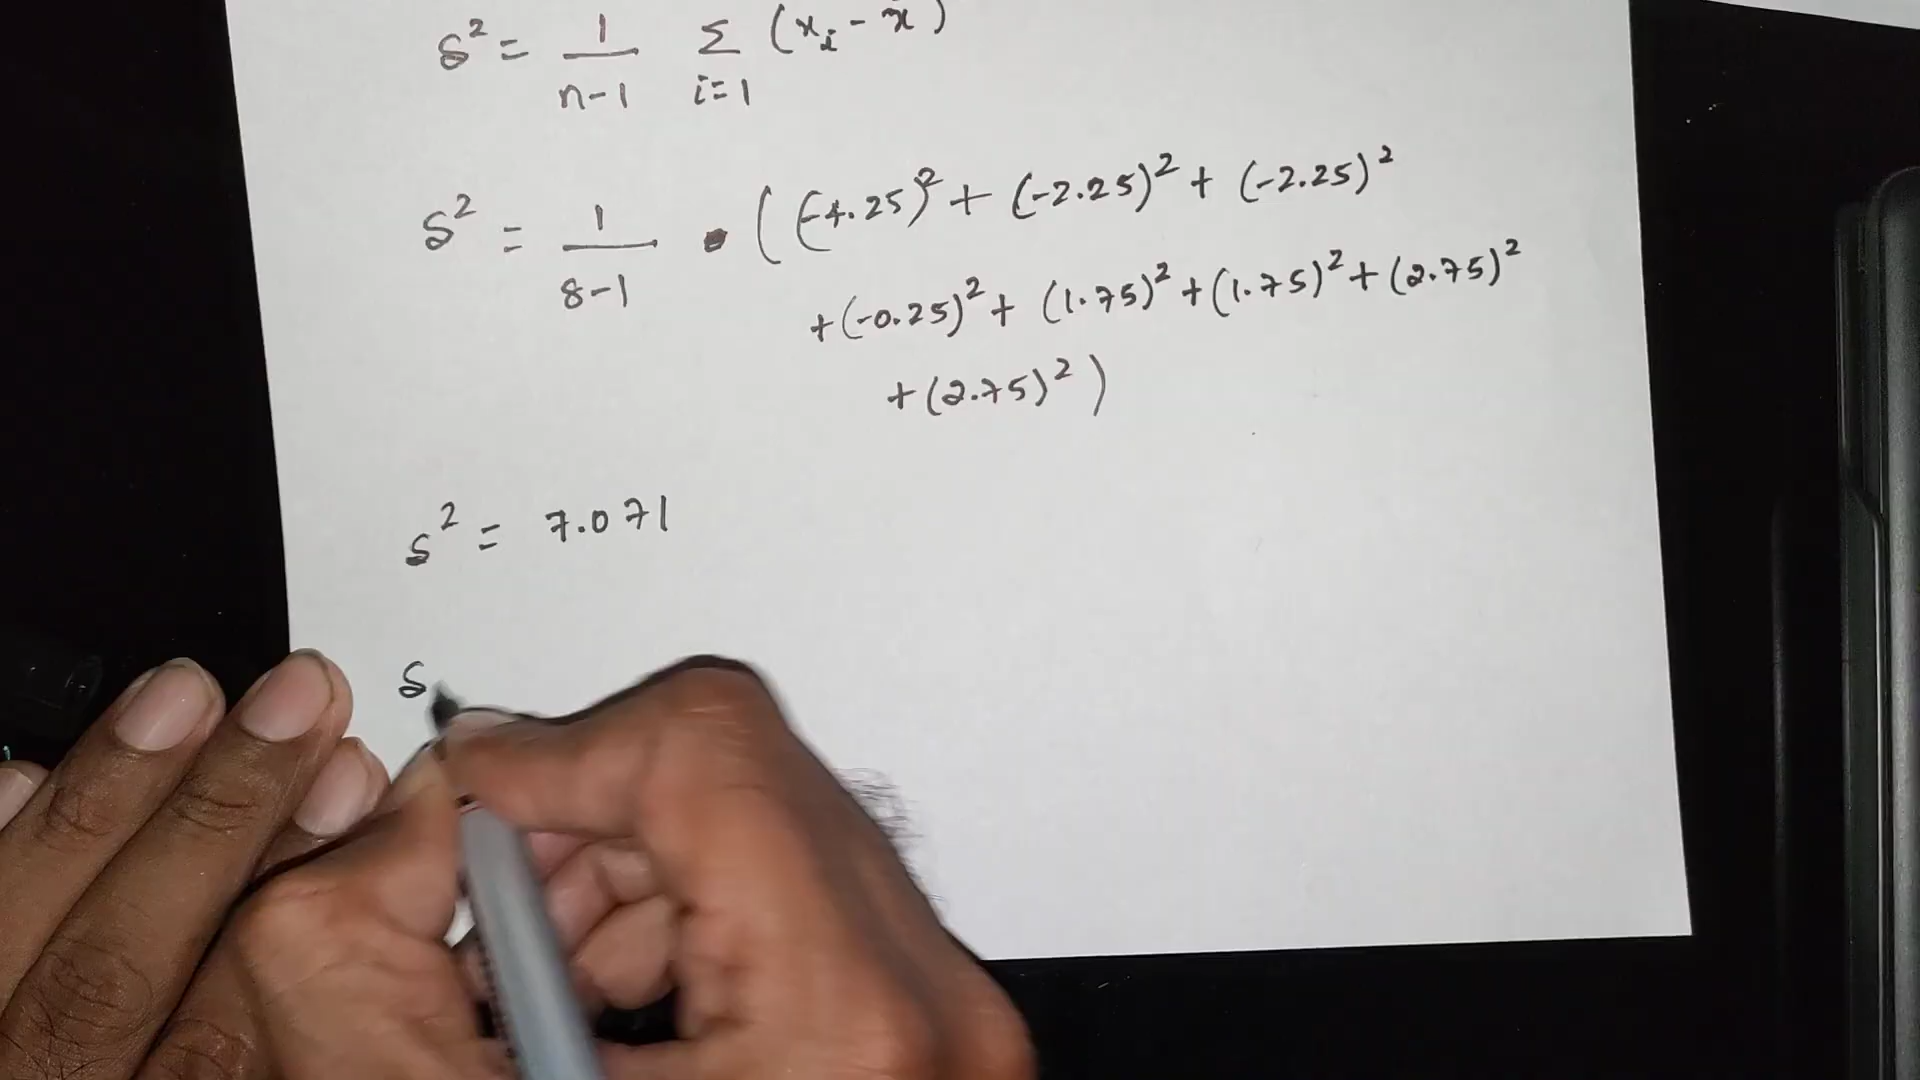 s² = 1/(n-1) Σ i=1 (xᵢ - x̄)
s² = 1/(8-1) • ((-4.25)² + (-2.25)² + (-2.25)²
+ (-0.25)² + (1.75)² + (1.75)² + (2.75)²
+ (2.75)²)
s² = 7.071
s